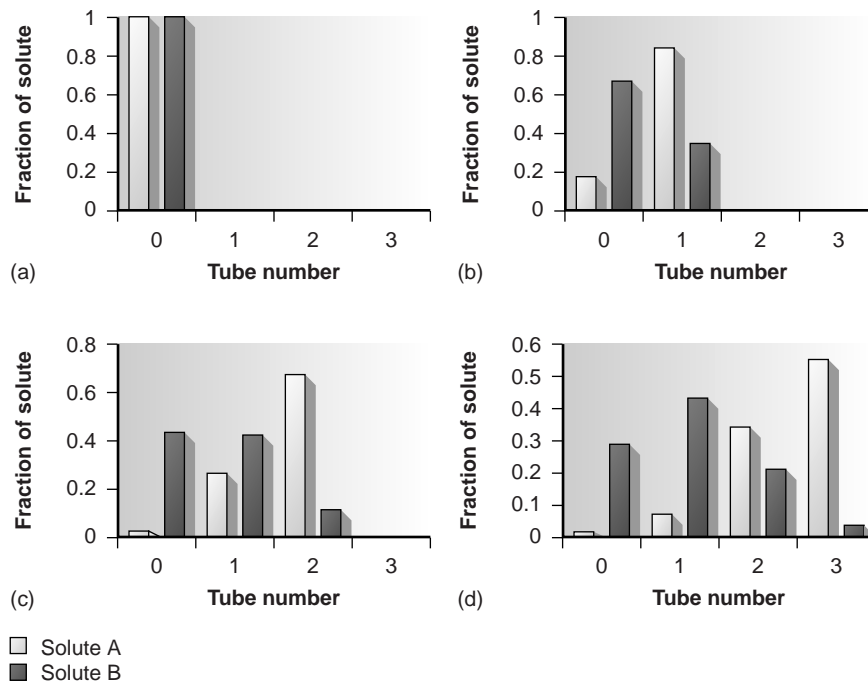 Fraction of solute
1
0.8
0.6
0.4
0.2
0
0 1 2 3
(a) Tube number
Fraction of solute
1
0.8
0.6
0.4
0.2
0
0 1 2 3
(b) Tube number
Fraction of solute
0.8
0.6
0.4
0.2
0
0 1 2 3
(c) Tube number
Fraction of solute
0.6
0.5
0.4
0.3
0.2
0.1
0
0 1 2 3
(d) Tube number
Solute A
Solute B